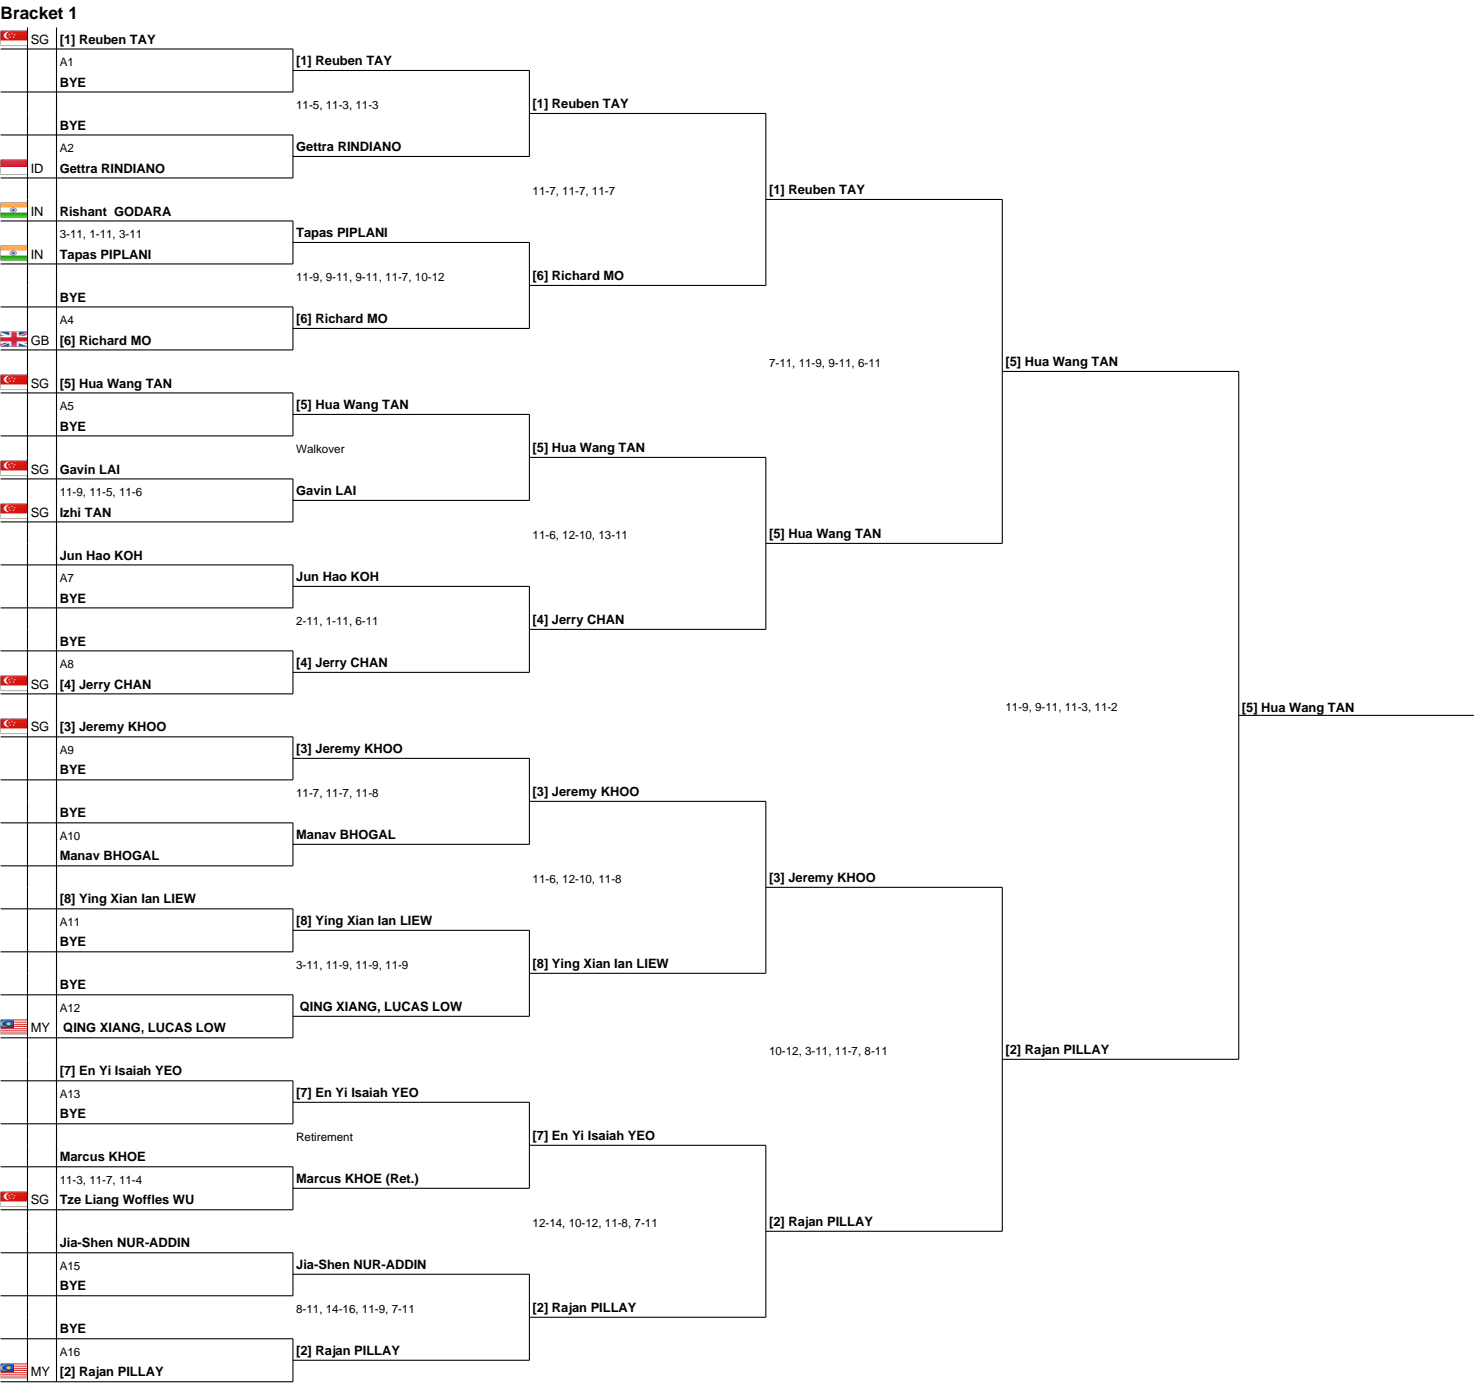 Bracket 1
SG [1] Reuben TAY
A1 [1] Reuben TAY
BYE
11-5, 11-3, 11-3 [1] Reuben TAY
BYE
A2 Gettra RINDIANO
ID Gettra RINDIANO
11-7, 11-7, 11-7 [1] Reuben TAY
IN Rishant  GODARA
3-11, 1-11, 3-11 Tapas PIPLANI
IN Tapas PIPLANI
11-9, 9-11, 9-11, 11-7, 10-12 [6] Richard MO
BYE
A4 [6] Richard MO
GB [6] Richard MO
7-11, 11-9, 9-11, 6-11 [5] Hua Wang TAN
SG [5] Hua Wang TAN
A5 [5] Hua Wang TAN
BYE
Walkover [5] Hua Wang TAN
SG Gavin LAI
11-9, 11-5, 11-6 Gavin LAI
SG Izhi TAN
11-6, 12-10, 13-11 [5] Hua Wang TAN
Jun Hao KOH
A7 Jun Hao KOH
BYE
2-11, 1-11, 6-11 [4] Jerry CHAN
BYE
A8 [4] Jerry CHAN
SG [4] Jerry CHAN
11-9, 9-11, 11-3, 11-2 [5] Hua Wang TAN
SG [3] Jeremy KHOO
A9 [3] Jeremy KHOO
BYE
11-7, 11-7, 11-8 [3] Jeremy KHOO
BYE
A10 Manav BHOGAL
Manav BHOGAL
11-6, 12-10, 11-8 [3] Jeremy KHOO
[8] Ying Xian Ian LIEW
A11 [8] Ying Xian Ian LIEW
BYE
3-11, 11-9, 11-9, 11-9 [8] Ying Xian Ian LIEW
BYE
A12 QING XIANG, LUCAS LOW
MY QING XIANG, LUCAS LOW
10-12, 3-11, 11-7, 8-11 [2] Rajan PILLAY
[7] En Yi Isaiah YEO
A13 [7] En Yi Isaiah YEO
BYE
Retirement [7] En Yi Isaiah YEO
Marcus KHOE
11-3, 11-7, 11-4 Marcus KHOE (Ret.)
SG Tze Liang Woffles WU
12-14, 10-12, 11-8, 7-11 [2] Rajan PILLAY
Jia-Shen NUR-ADDIN
A15 Jia-Shen NUR-ADDIN
BYE
8-11, 14-16, 11-9, 7-11 [2] Rajan PILLAY
BYE
A16 [2] Rajan PILLAY
MY [2] Rajan PILLAY